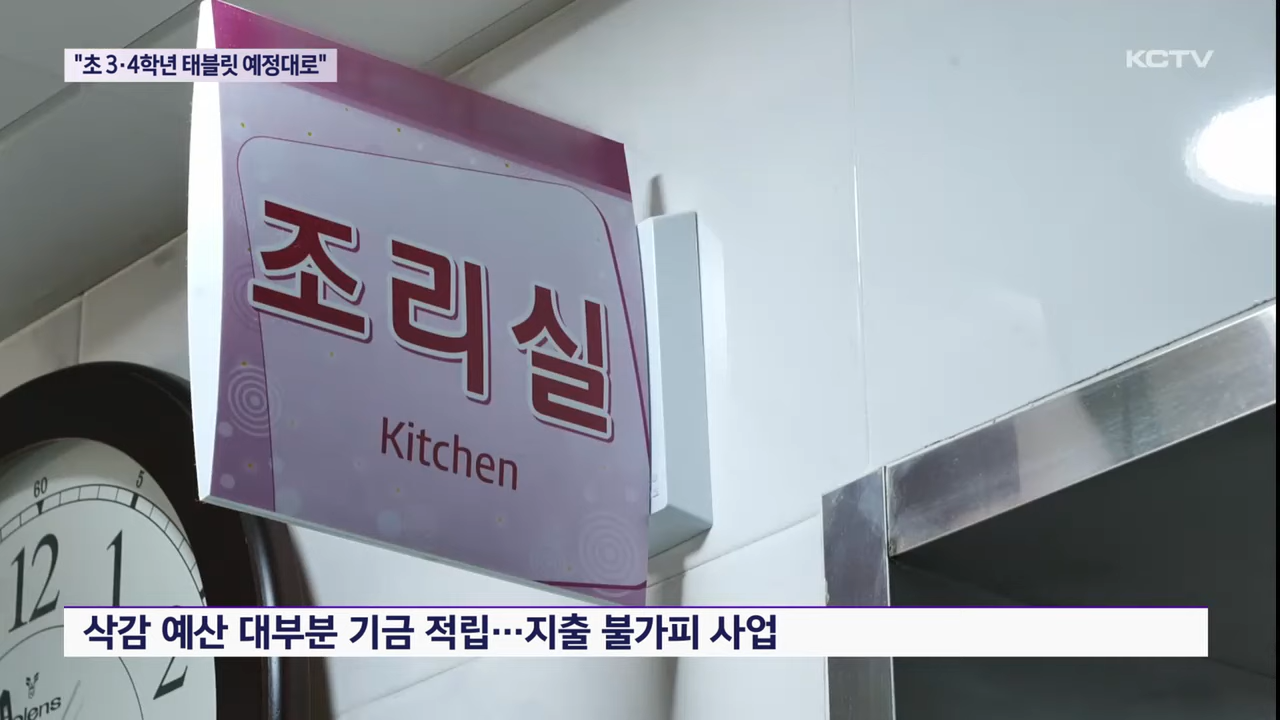 "초 3·4학년 태블릿 예정대로"
KCTV
조리실
Kitchen
60
5
12
1
2
삭감 예산 대부분 기금 적립…지출 불가피 사업